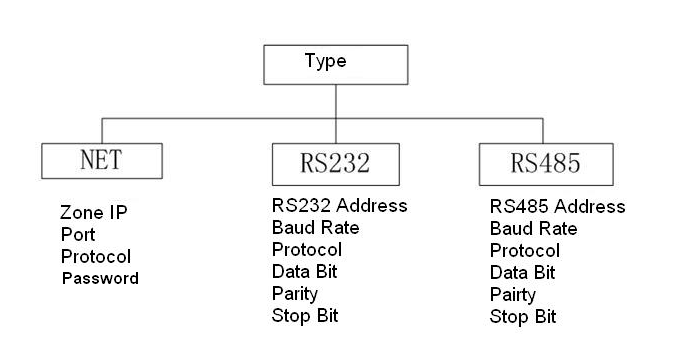 Type
NET
Zone IP
Port
Protocol
Password
RS232
RS232 Address
Baud Rate
Protocol
Data Bit
Parity
Stop Bit
RS485
RS485 Address
Baud Rate
Protocol
Data Bit
Pairty
Stop Bit